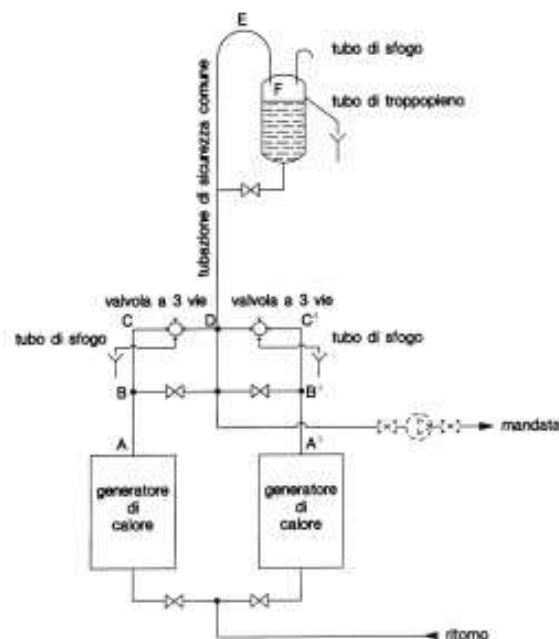 E
tubo di sfogo
F
tubo di troppopieno
tubazione di sicurezza comune
valvola a 3 vie
valvola a 3 vie
C
D
C'
tubo di sfogo
tubo di sfogo
B
B'
mandata
A
A'
generatore
di
calore
generatore
di
calore
ritorno